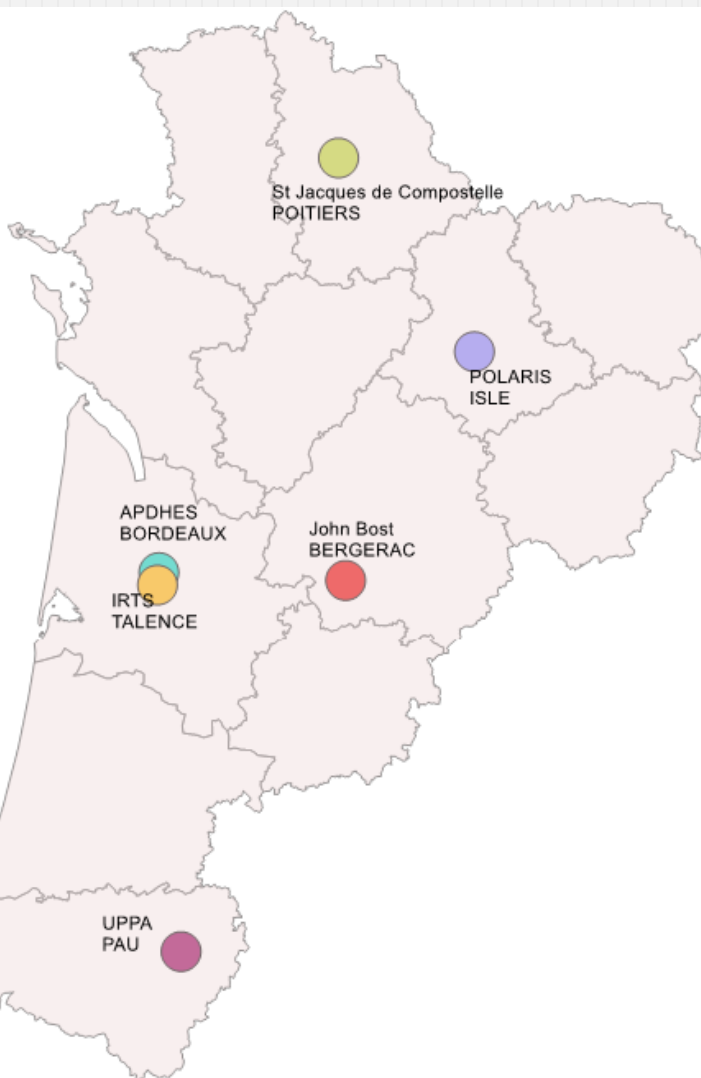 St Jacques de Compostelle
POITIERS
POLARIS
ISLE
APDHES
BORDEAUX
John Bost
BERGERAC
IRTS
TALENCE
UPPA
PAU